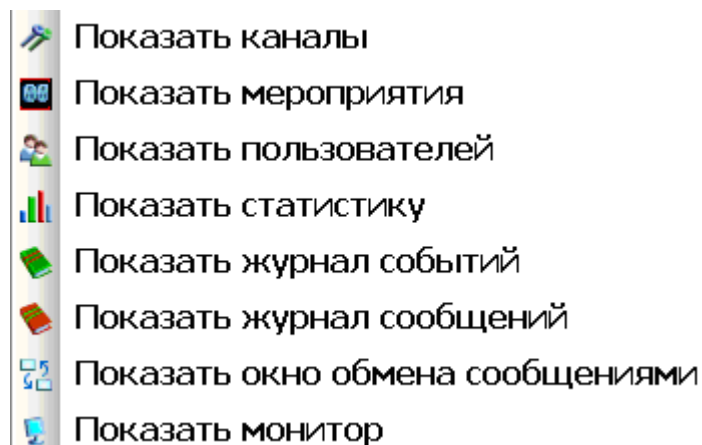 Показать каналы
Показать мероприятия
Показать пользователей
Показать статистику
Показать журнал событий
Показать журнал сообщений
Показать окно обмена сообщениями
Показать монитор